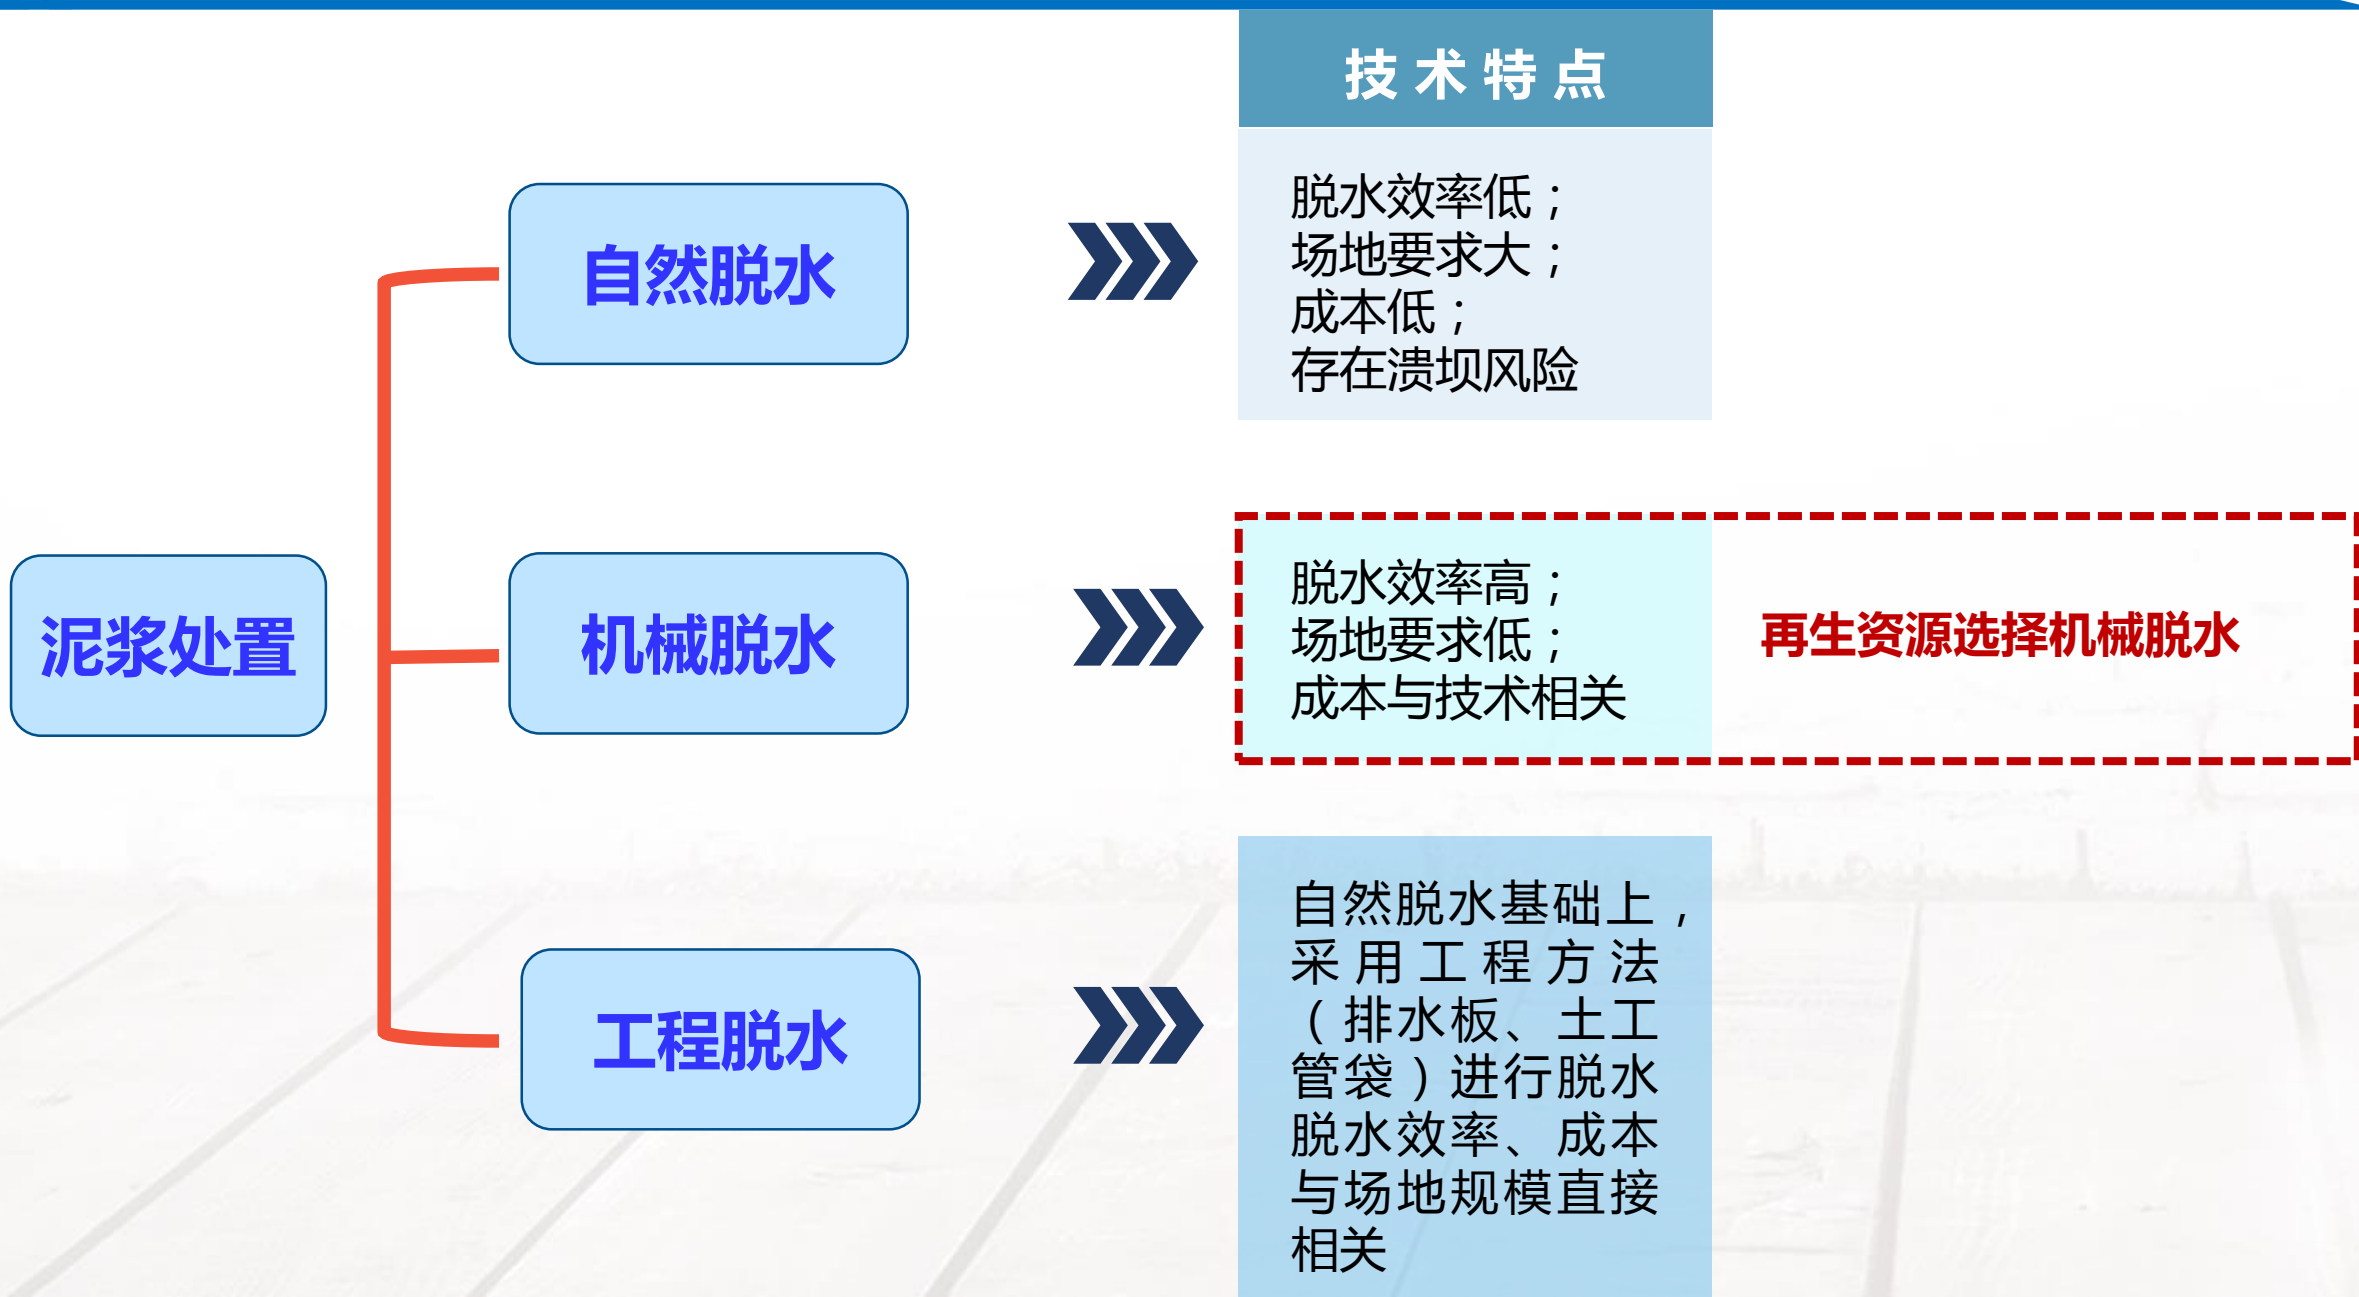 技术特点
自然脱水
脱水效率低；
场地要求大；
成本低；
存在溃坝风险
泥浆处置
机械脱水
脱水效率高；
场地要求低；
成本与技术相关
再生资源选择机械脱水
工程脱水
自然脱水基础上，
采用工程方法
（排水板、土工
管袋）进行脱水
脱水效率、成本
与场地规模直接
相关